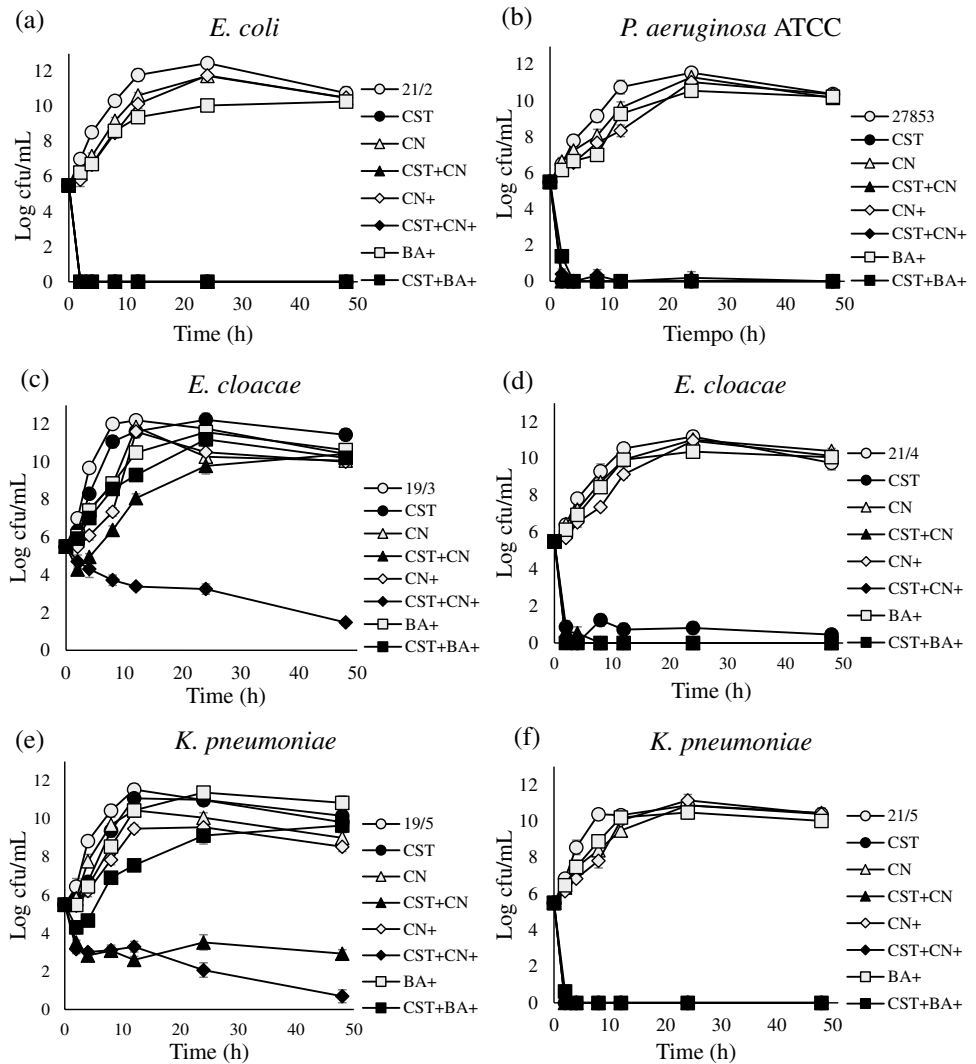 (a) E. coli
Log cfu/mL
12
10
8
6
4
2
0
0 10 20 30 40 50
Time (h)
21/2
CST
CN
CST+CN
CN+
CST+CN+
BA+
CST+BA+
(b) P. aeruginosa ATCC
Log cfu/mL
12
10
8
6
4
2
0
0 10 20 30 40 50
Tiempo (h)
27853
CST
CN
CST+CN
CN+
CST+CN+
BA+
CST+BA+
(c) E. cloacae
Log cfu/mL
12
10
8
6
4
2
0
0 10 20 30 40 50
Time (h)
19/3
CST
CN
CST+CN
CN+
CST+CN+
BA+
CST+BA+
(d) E. cloacae
Log cfu/mL
12
10
8
6
4
2
0
0 10 20 30 40 50
Time (h)
21/4
CST
CN
CST+CN
CN+
CST+CN+
BA+
CST+BA+
(e) K. pneumoniae
Log cfu/mL
12
10
8
6
4
2
0
0 10 20 30 40 50
Time (h)
19/5
CST
CN
CST+CN
CN+
CST+CN+
BA+
CST+BA+
(f) K. pneumoniae
Log cfu/mL
12
10
8
6
4
2
0
0 10 20 30 40 50
Time (h)
21/5
CST
CN
CST+CN
CN+
CST+CN+
BA+
CST+BA+